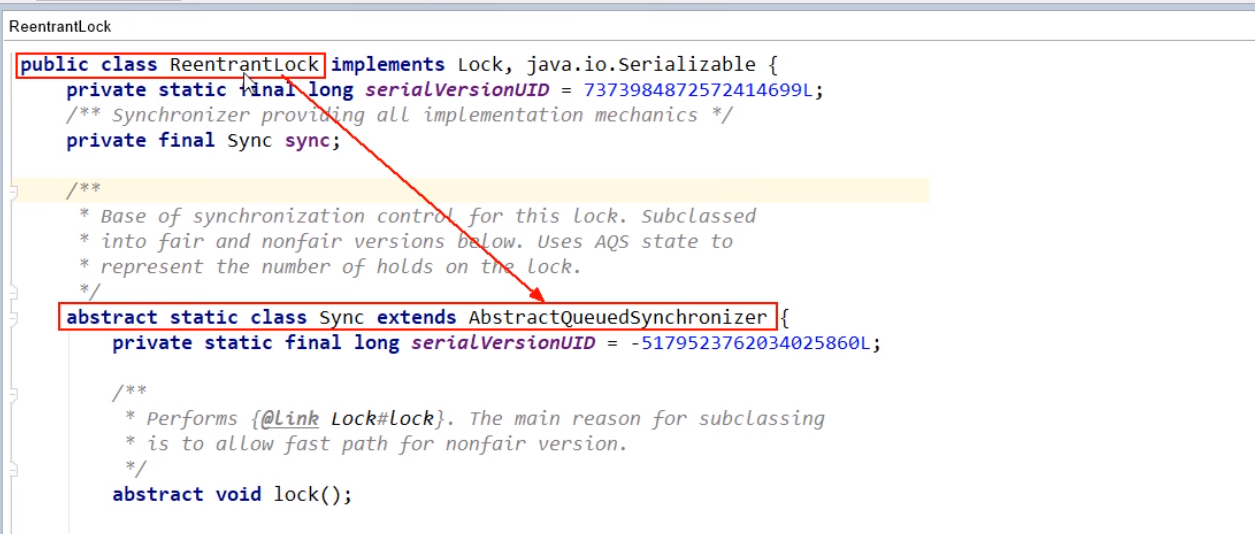 ReentrantLock
public class ReentrantLock implements Lock, java.io.Serializable {
private static final long serialVersionUID = 7373984872572414699L;
/** Synchronizer providing all implementation mechanics */
private final Sync sync;
/**
* Base of synchronization control for this lock. Subclassed
* into fair and nonfair versions below. Uses AQS state to
* represent the number of holds on the lock.
*/
abstract static class Sync extends AbstractQueuedSynchronizer {
private static final long serialVersionUID = -5179523762034025860L;
/**
* Performs {@link Lock#lock}. The main reason for subclassing
* is to allow fast path for nonfair version.
*/
abstract void lock();